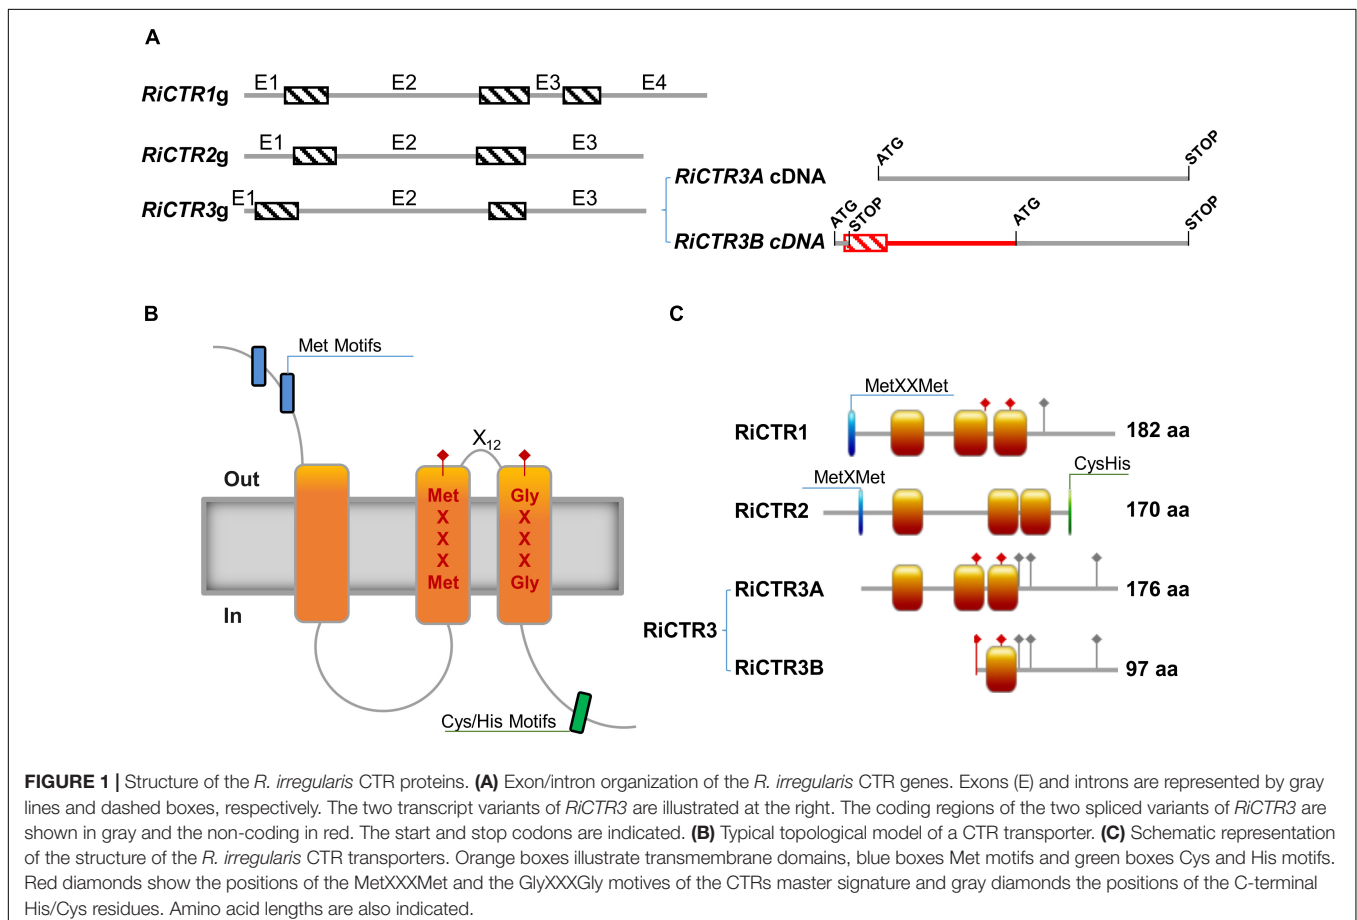 A
RiCTR1g
E1
E2
E3
E4
RiCTR2g
E1
E2
E3
RiCTR3g
E1
E2
E3
RiCTR3A cDNA
ATG
STOP
RiCTR3B cDNA
ATG
STOP
ATG
STOP
B
Met Motifs
X12
Out
In
Met
X
X
X
Met
Gly
X
X
X
Gly
Cys/His Motifs
C
MetXXMet
RiCTR1
182 aa
MetXMet
CysHis
RiCTR2
170 aa
RiCTR3
RiCTR3A
176 aa
RiCTR3B
97 aa
FIGURE 1 | Structure of the R. irregularis CTR proteins. (A) Exon/intron organization of the R. irregularis CTR genes. Exons (E) and introns are represented by gray
lines and dashed boxes, respectively. The two transcript variants of RiCTR3 are illustrated at the right. The coding regions of the two spliced variants of RiCTR3 are
shown in gray and the non-coding in red. The start and stop codons are indicated. (B) Typical topological model of a CTR transporter. (C) Schematic representation
of the structure of the R. irregularis CTR transporters. Orange boxes illustrate transmembrane domains, blue boxes Met motifs and green boxes Cys and His motifs.
Red diamonds show the positions of the MetXXXMet and the GlyXXXGly motives of the CTRs master signature and gray diamonds the positions of the C-terminal
His/Cys residues. Amino acid lengths are also indicated.